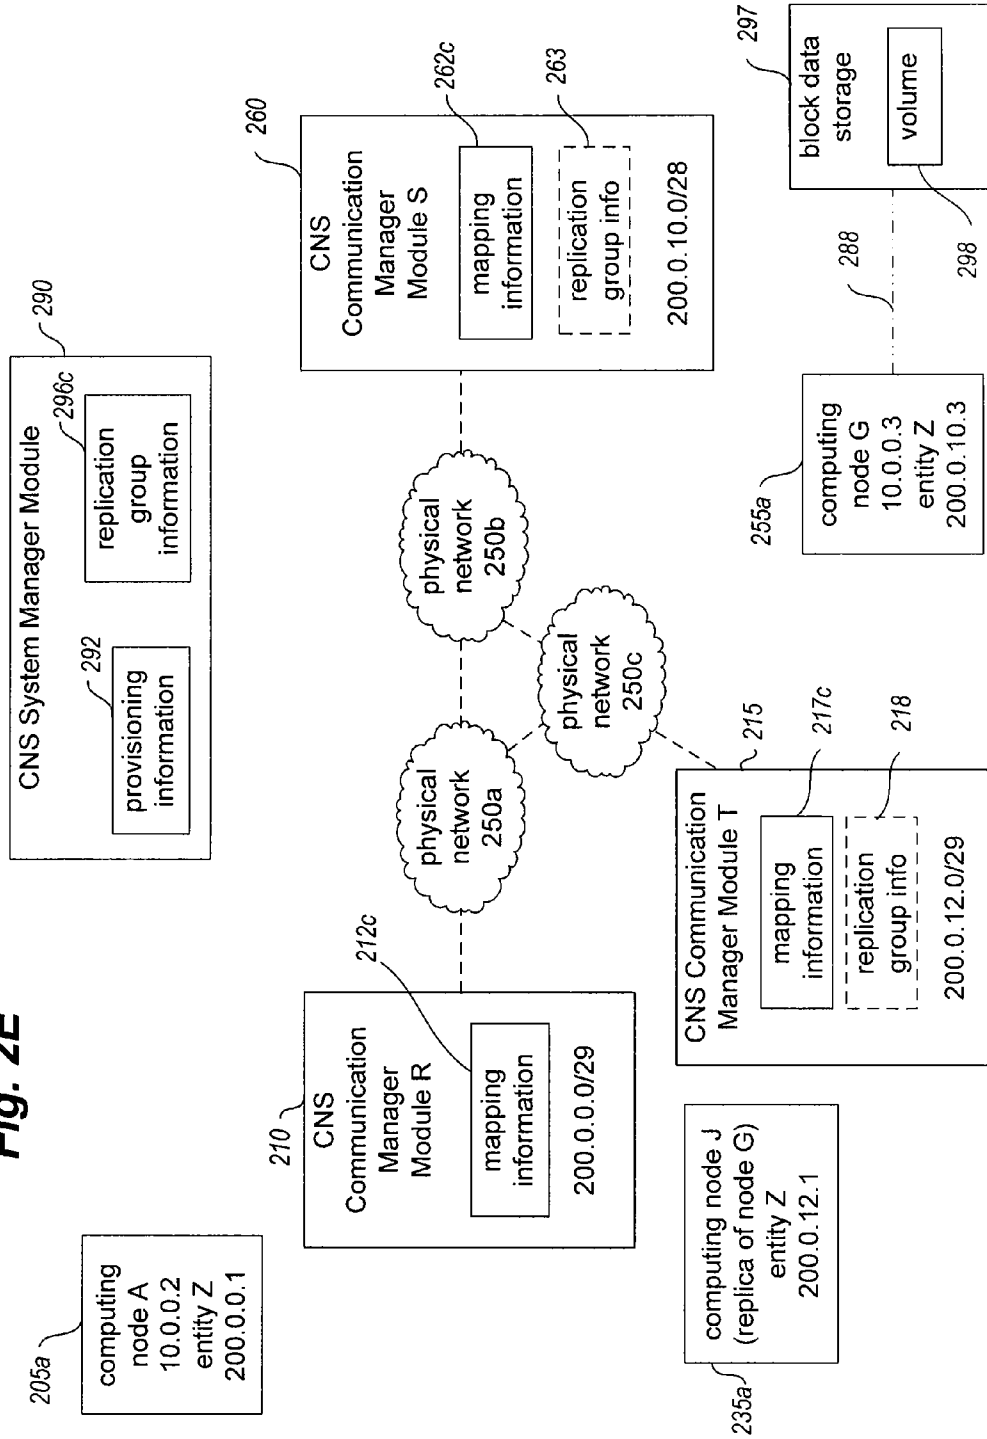 Fig. 2E
CNS System Manager Module
290
provisioning
information
292
replication
group
information
296c
205a
computing
node A
10.0.0.2
entity Z
200.0.0.1
210
CNS
Communication
Manager
Module R
mapping
information
212c
200.0.0.0/29
physical
network
250a
physical
network
250b
physical
network
250c
260
CNS
Communication
Manager
Module S
mapping
information
262c
replication
group info
263
200.0.10.0/28
235a
computing node J
(replica of node G)
entity Z
200.0.12.1
CNS Communication
Manager Module T
215
mapping
information
217c
replication
group info
218
200.0.12.0/29
255a
computing
node G
10.0.0.3
entity Z
200.0.10.3
288
297
block data
storage
volume
298